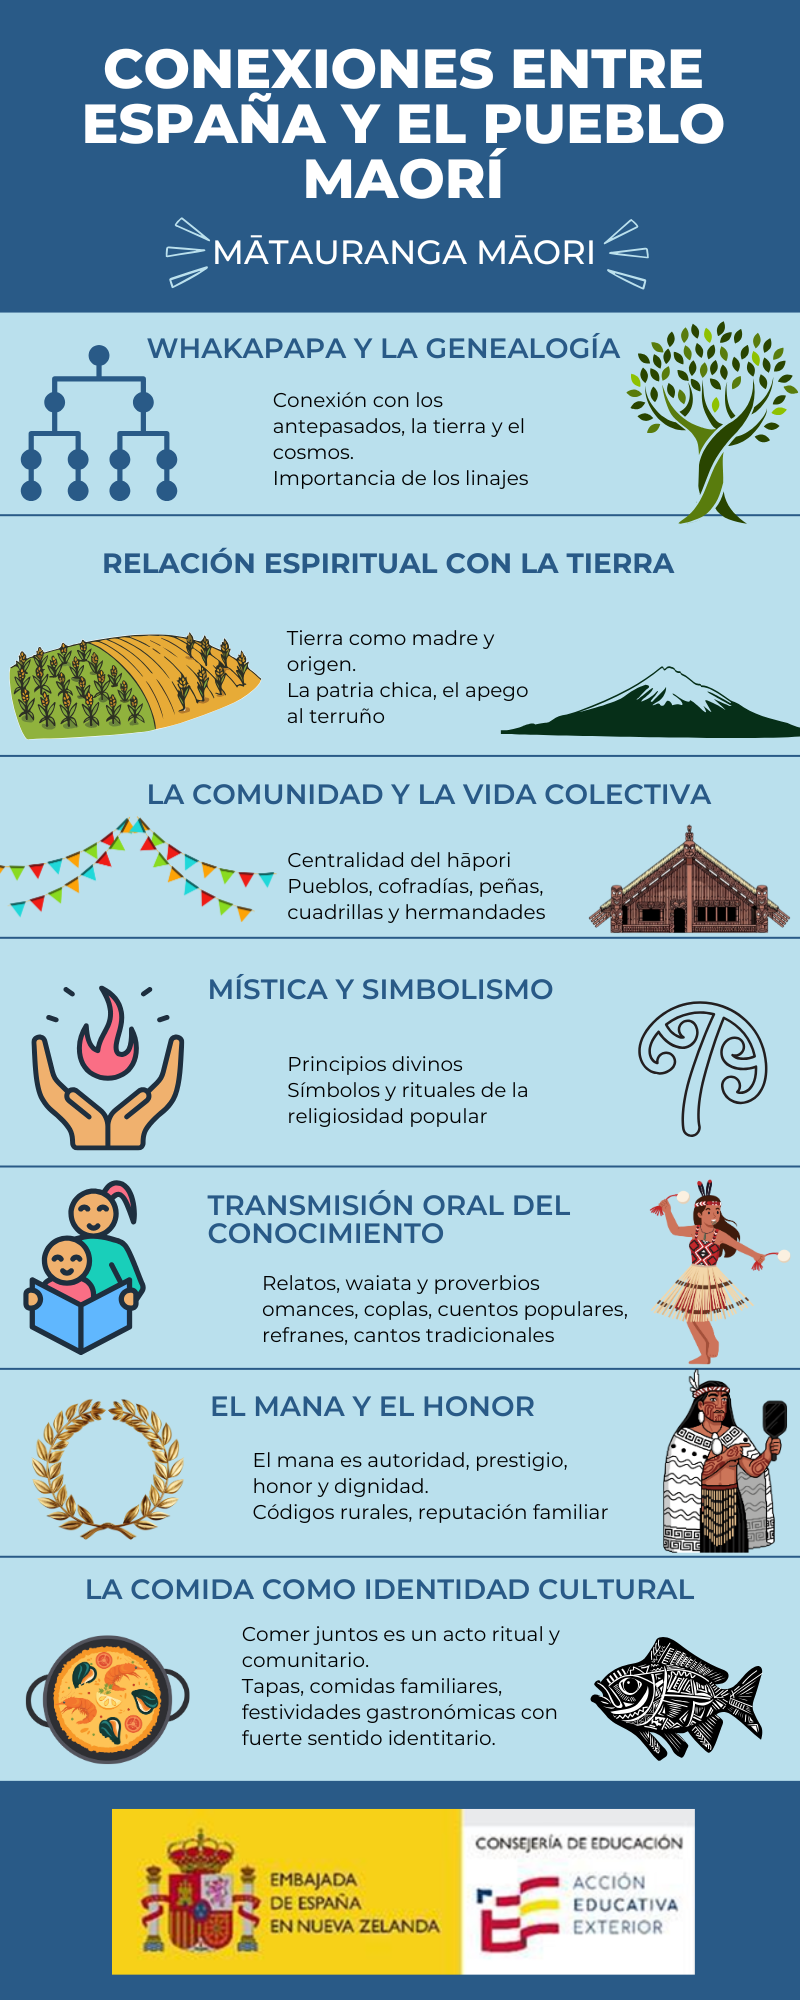 CONEXIONES ENTRE
ESPAÑA Y EL PUEBLO
MAORÍ
MĀTAURANGA MĀORI
WHAKAPAPA Y LA GENEALOGÍA
Conexión con los
antepasados, la tierra y el
cosmos.
Importancia de los linajes
RELACIÓN ESPIRITUAL CON LA TIERRA
Tierra como madre y
origen.
La patria chica, el apego
al terruño
LA COMUNIDAD Y LA VIDA COLECTIVA
Centralidad del hāpori
Pueblos, cofradías, peñas,
cuadrillas y hermandades
MÍSTICA Y SIMBOLISMO
Principios divinos
Símbolos y rituales de la
religiosidad popular
TRANSMISIÓN ORAL DEL
CONOCIMIENTO
Relatos, waiata y proverbios
omances, coplas, cuentos populares,
refranes, cantos tradicionales
EL MANA Y EL HONOR
El mana es autoridad, prestigio,
honor y dignidad.
Códigos rurales, reputación familiar
LA COMIDA COMO IDENTIDAD CULTURAL
Comer juntos es un acto ritual y
comunitario.
Tapas, comidas familiares,
festividades gastronómicas con
fuerte sentido identitario.
EMBAJADA
DE ESPAÑA
EN NUEVA ZELANDA
CONSEJERÍA DE EDUCACIÓN
ACCIÓN
EDUCATIVA
EXTERIOR